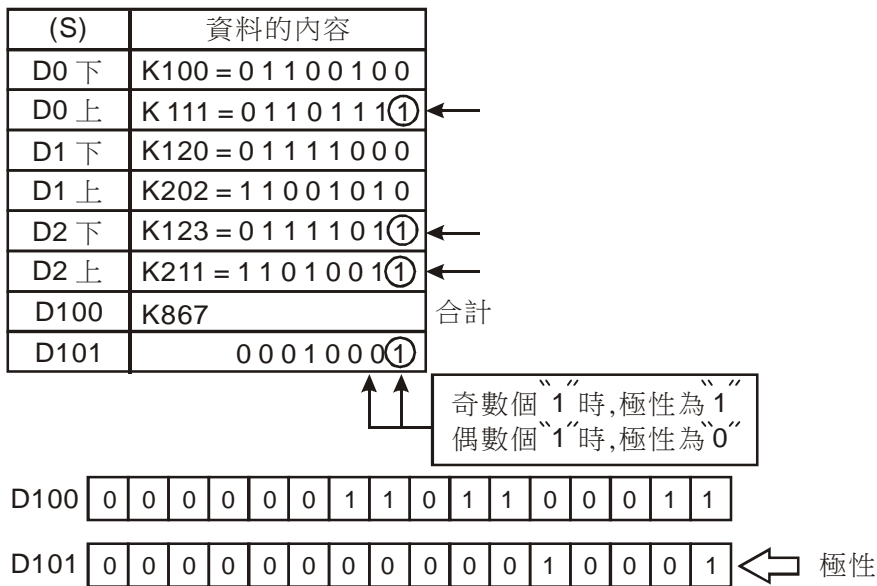 (S) 資料的內容
D0 下 K100 = 0 1 1 0 0 1 0 0
D0 上 K 111 = 0 1 1 0 1 1 1 1
D1 下 K120 = 0 1 1 1 1 0 0 0
D1 上 K202 = 1 1 0 0 1 0 1 0
D2 下 K123 = 0 1 1 1 1 0 1 1
D2 上 K211 = 1 1 0 1 0 0 1 1
D100 K867 合計
D101 0 0 0 1 0 0 0 1
奇數個〝1〞時,極性為〝1〞
偶數個〝1〞時,極性為〝0〞
D100 0 0 0 0 0 0 1 1 0 1 1 0 0 0 1 1
D101 0 0 0 0 0 0 0 0 0 0 0 1 0 0 0 1 極性